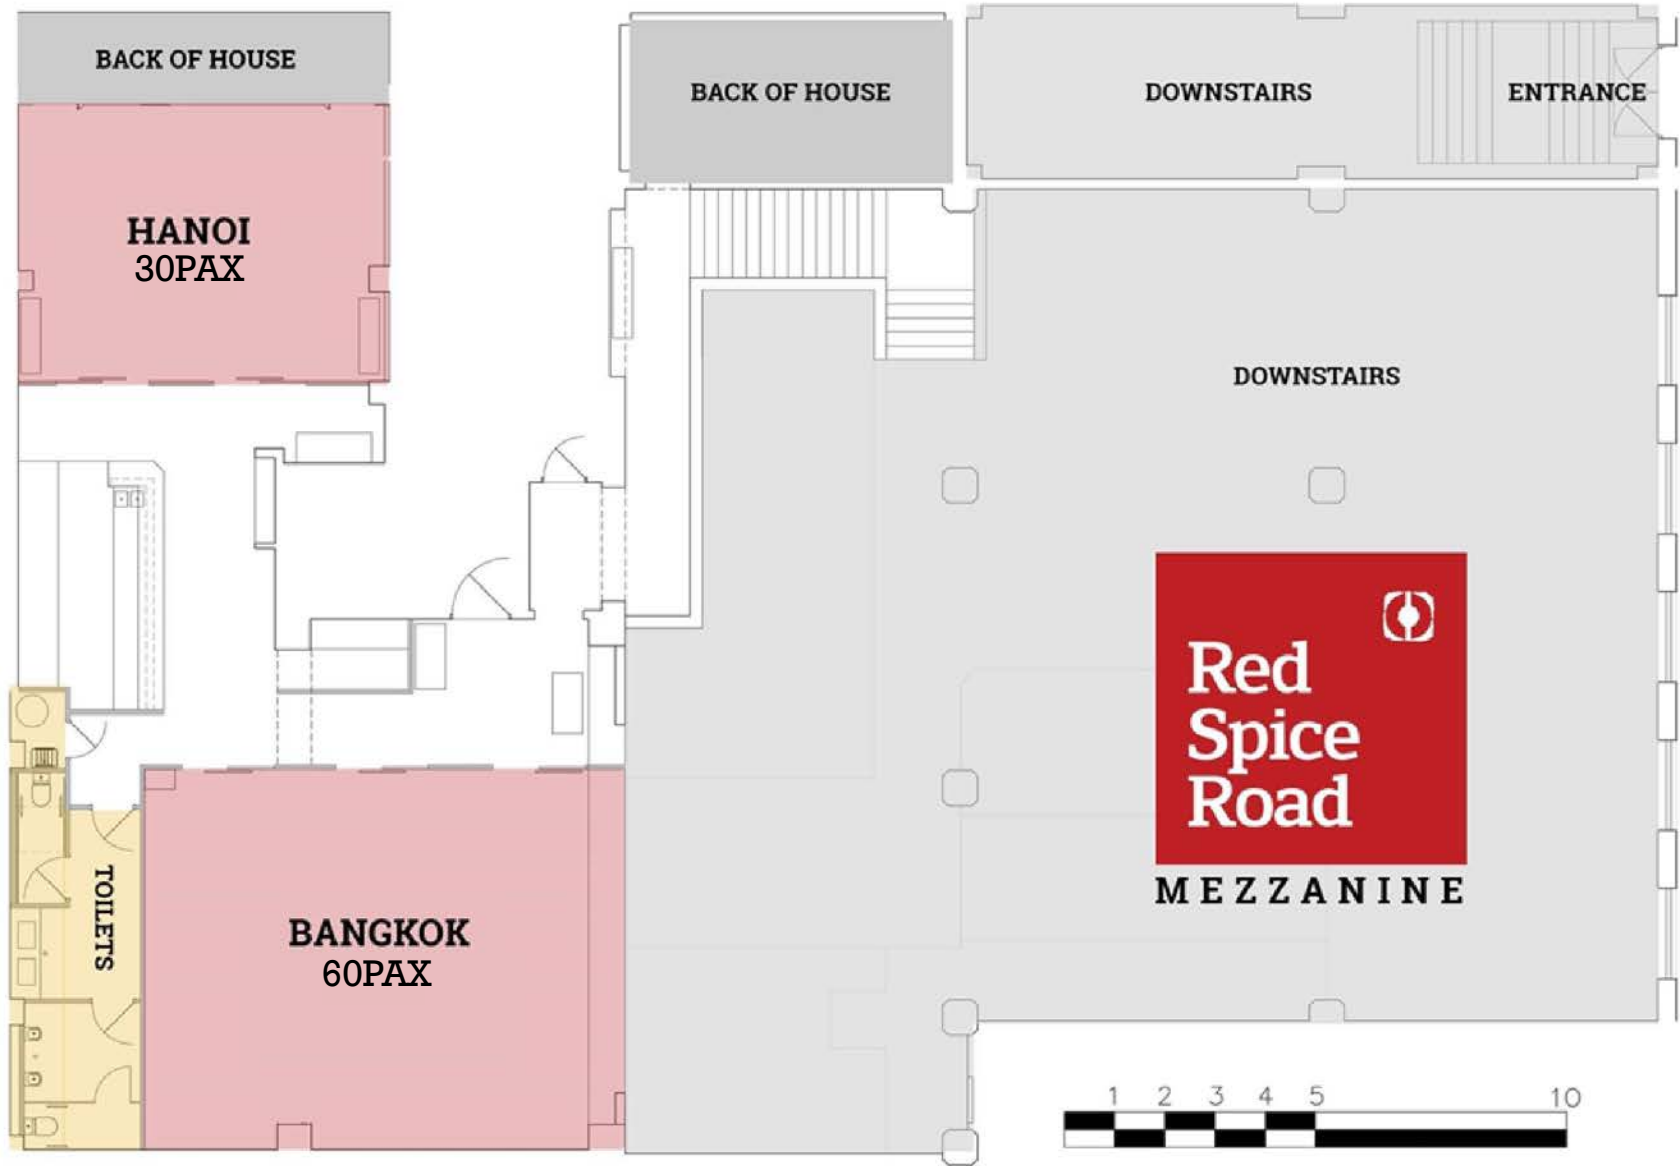 BACK OF HOUSE
BACK OF HOUSE
DOWNSTAIRS
ENTRANCE
HANOI
30PAX
DOWNSTAIRS
Red
Spice
Road
MEZZANINE
TOILETS
BANGKOK
60PAX
1 2 3 4 5 10